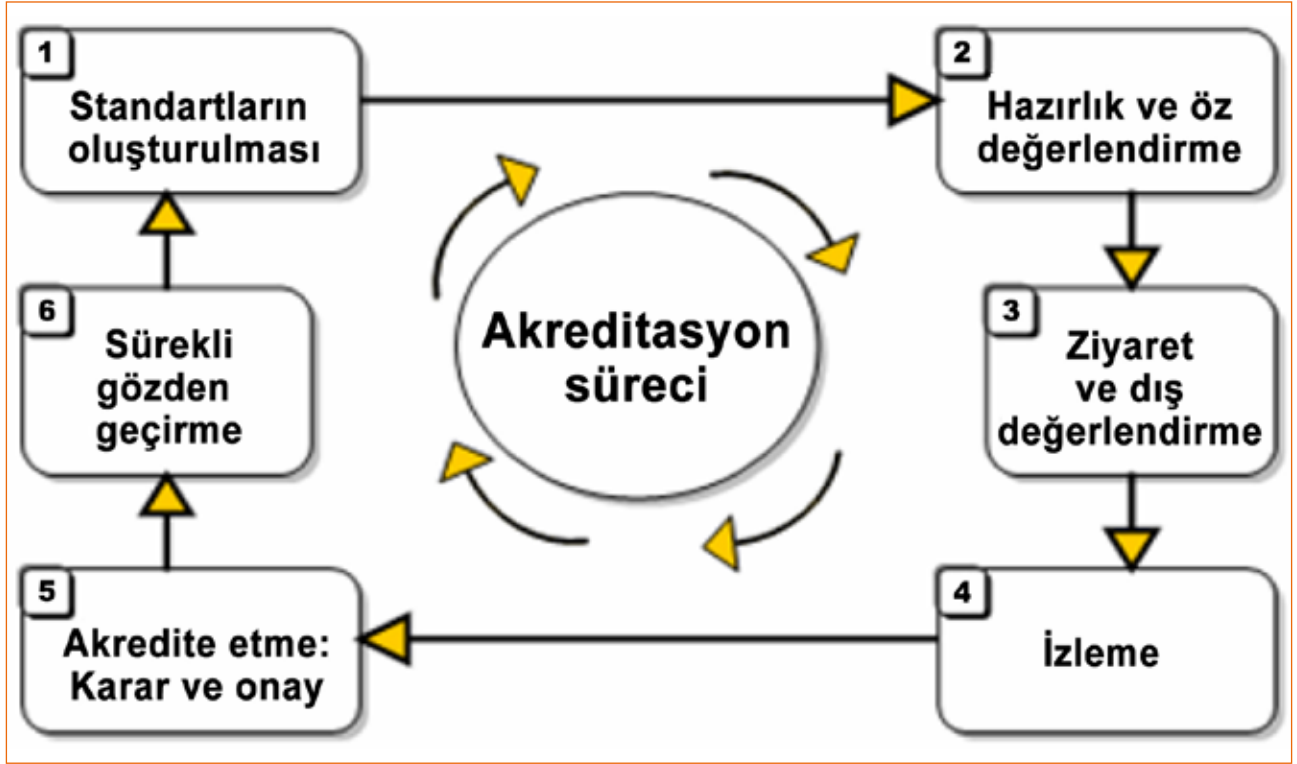 1
Standartların
oluşturulması
2
Hazırlık ve öz
değerlendirme
3
Ziyaret
ve dış
değerlendirme
4
İzleme
5
Akredite etme:
Karar ve onay
6
Sürekli
gözden
geçirme
Akreditasyon
süreci